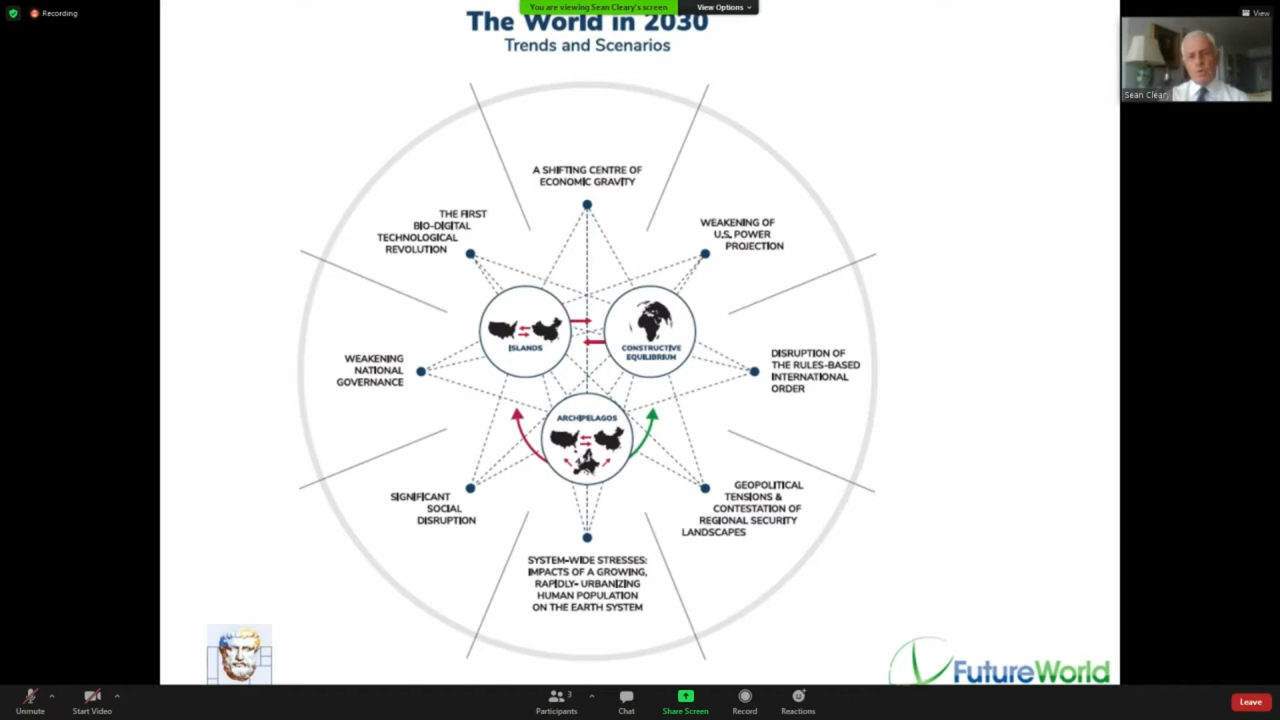 Recording
You are viewing Sean Cleary's screen
View Options
View
The World in 2030
Trends and Scenarios
Sean Cleary
A SHIFTING CENTRE OF
ECONOMIC GRAVITY
THE FIRST
BIO-DIGITAL
TECHNOLOGICAL
REVOLUTION
WEAKENING OF
U.S. POWER
PROJECTION
ISLANDS
CONSTRUCTIVE
EQUILIBRIUM
WEAKENING
NATIONAL
GOVERNANCE
DISRUPTION OF
THE RULES-BASED
INTERNATIONAL
ORDER
ARCHIPELAGOS
SIGNIFICANT
SOCIAL
DISRUPTION
GEOPOLITICAL
TENSIONS &
CONTESTATION OF
REGIONAL SECURITY
LANDSCAPES
SYSTEM-WIDE STRESSES:
IMPACTS OF A GROWING,
RAPIDLY- URBANIZING
HUMAN POPULATION
ON THE EARTH SYSTEM
FutureWorld
Unmute
Start Video
3
Participants
Chat
Share Screen
Record
Reactions
Leave